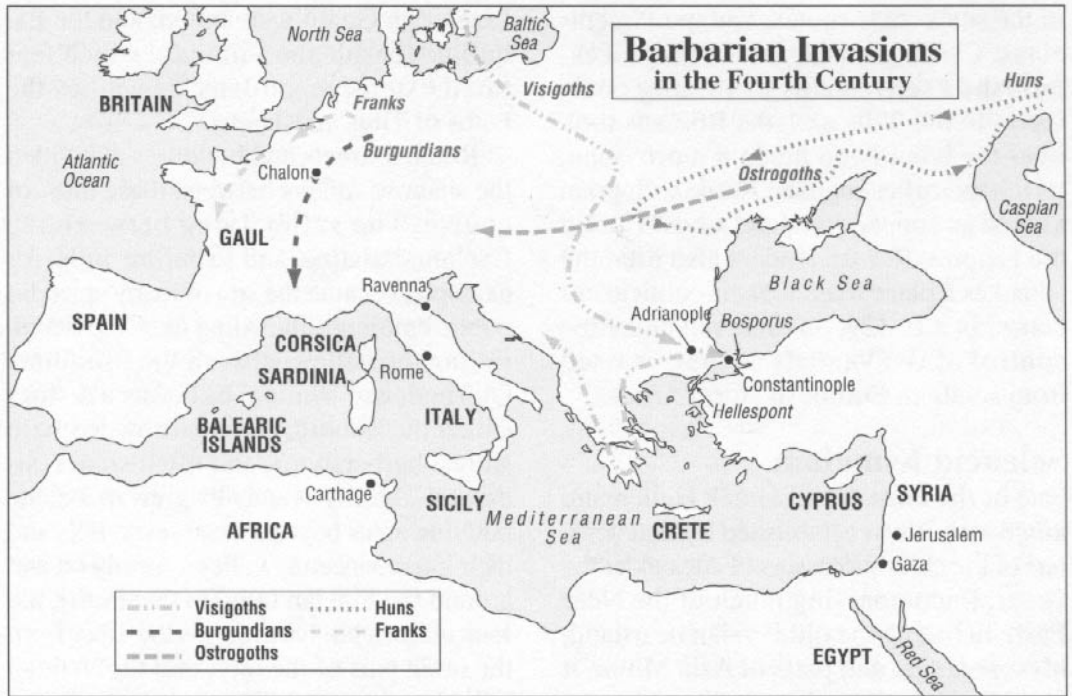 North Sea
Baltic
Sea
Barbarian Invasions
in the Fourth Century
Visigoths
Huns
BRITAIN
Franks
Burgundians
Atlantic
Ocean
Chalon
Ostrogoths
Caspian
Sea
GAUL
Ravenna
Black Sea
SPAIN
Adrianople
Bosporus
CORSICA
SARDINIA
Rome
Constantinople
ITALY
Hellespont
BALEARIC
ISLANDS
Carthage
SICILY
CYPRUS
SYRIA
AFRICA
Mediterranean
Sea
CRETE
Jerusalem
Gaza
Visigoths
Huns
Burgundians
Franks
Ostrogoths
EGYPT
Red Sea